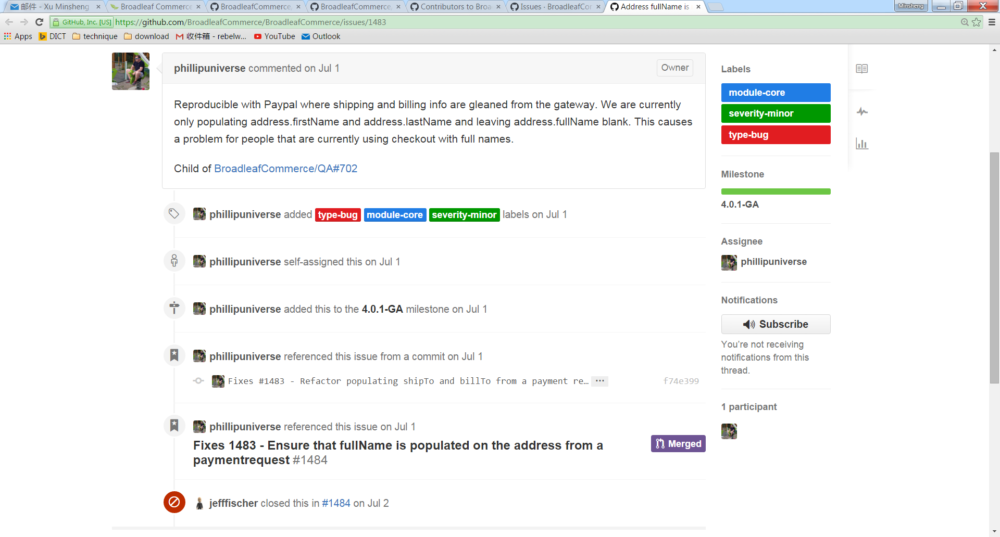 邮件 - Xu Minsheng
Broadleaf Commerce
BroadleafCommerce/
BroadleafCommerce/
Contributors to Broa
Issues · BroadleafCor
Address fullName is
Minsheng
GitHub, Inc. [US] https://github.com/BroadleafCommerce/BroadleafCommerce/issues/1483
Apps DICT technique download 收件箱 - rebelw... YouTube Outlook
phillipuniverse commented on Jul 1
Owner
Reproducible with Paypal where shipping and billing info are gleaned from the gateway. We are currently
only populating address.firstName and address.lastName and leaving address.fullName blank. This causes
a problem for people that are currently using checkout with full names.
Child of BroadleafCommerce/QA#702
phillipuniverse added type-bug module-core severity-minor labels on Jul 1
phillipuniverse self-assigned this on Jul 1
phillipuniverse added this to the 4.0.1-GA milestone on Jul 1
phillipuniverse referenced this issue from a commit on Jul 1
Fixes #1483 - Refactor populating shipTo and billTo from a payment re… ... f74e399
phillipuniverse referenced this issue on Jul 1
Fixes 1483 - Ensure that fullName is populated on the address from a
paymentrequest #1484
Merged
jefffischer closed this in #1484 on Jul 2
Labels
module-core
severity-minor
type-bug
Milestone
4.0.1-GA
Assignee
phillipuniverse
Notifications
Subscribe
You’re not receiving
notifications from this
thread.
1 participant